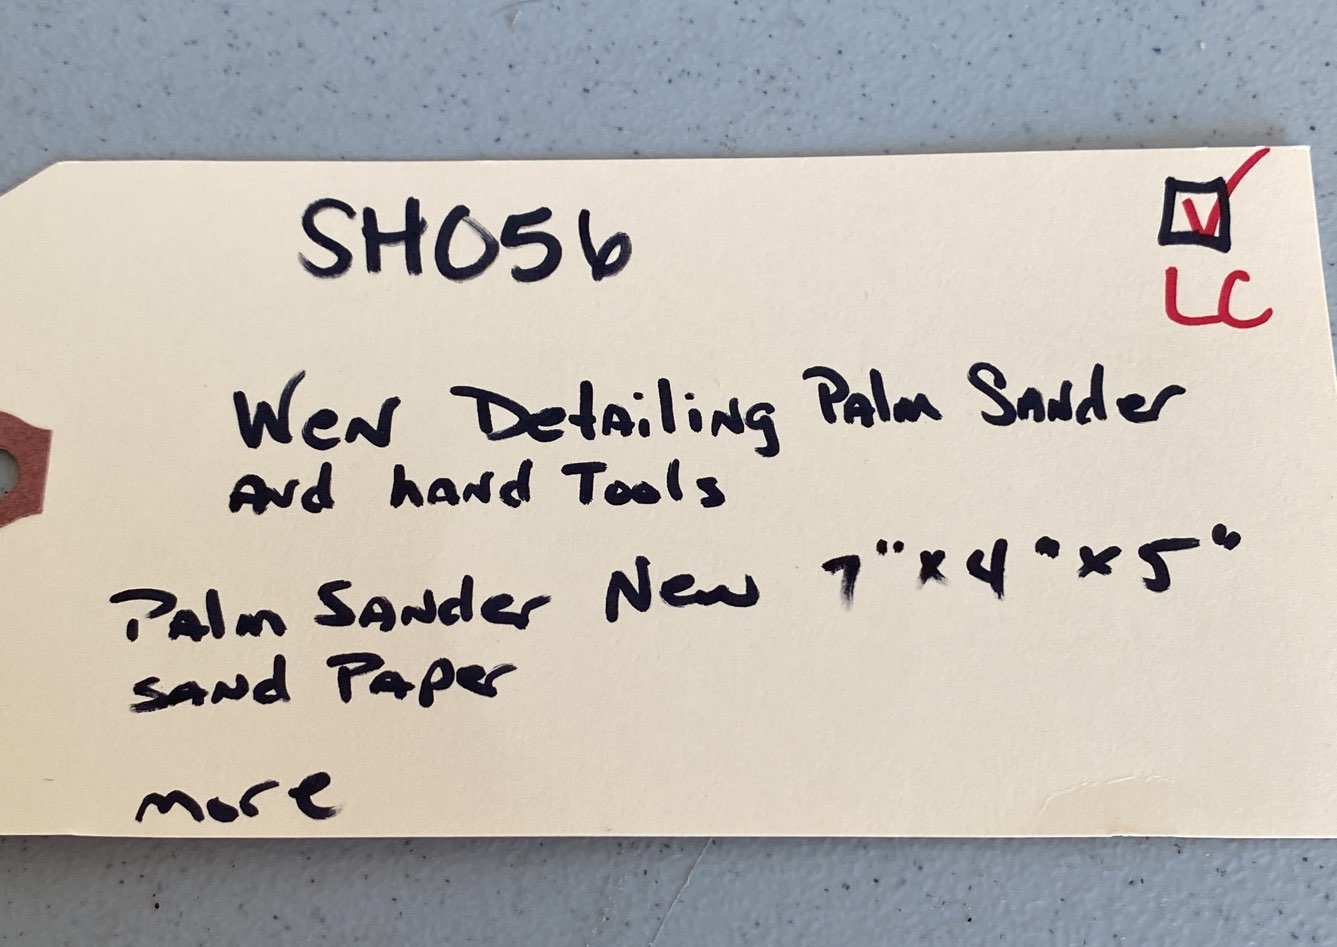 SH056
LC
Wen Detailing Palm Sander
and hand Tools
Palm Sander New 7"x4"x5"
sand Paper
more